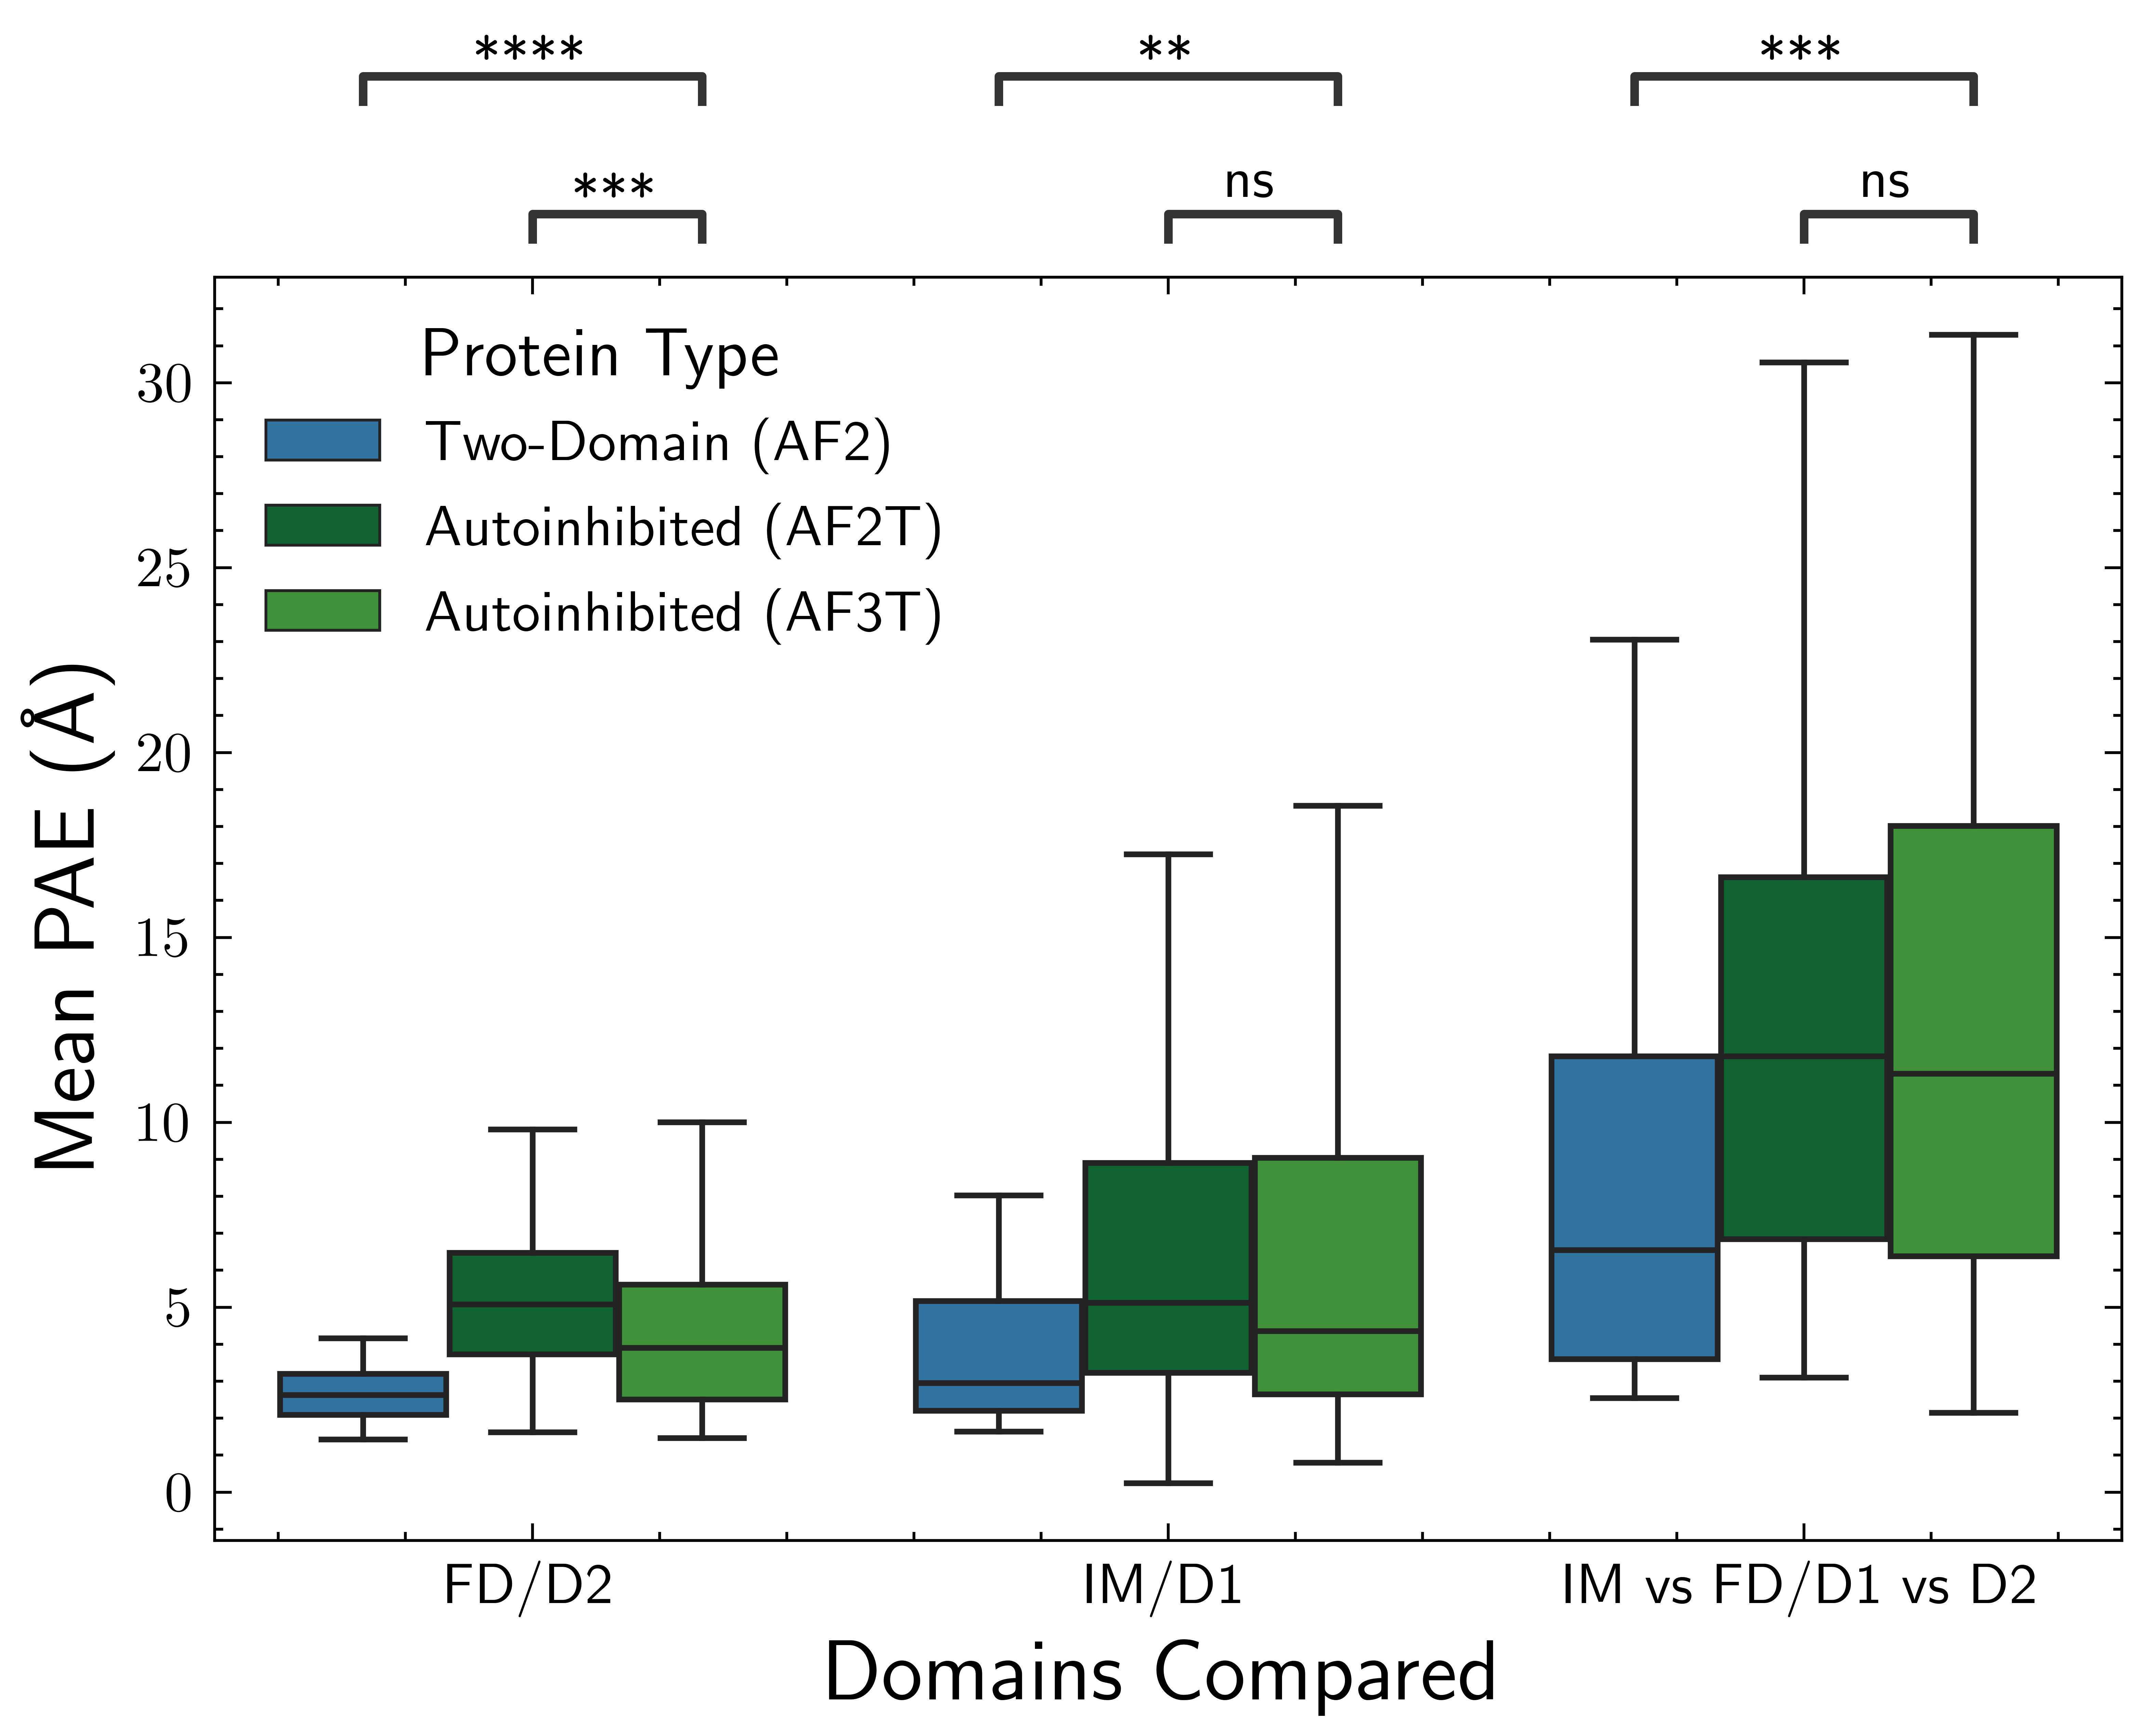 **** ** ***
*** ns ns
Protein Type
Two-Domain (AF2)
Autoinhibited (AF2T)
Autoinhibited (AF3T)
Mean PAE (Å)
30
25
20
15
10
5
0
FD/D2 IM/D1 IM vs FD/D1 vs D2
Domains Compared